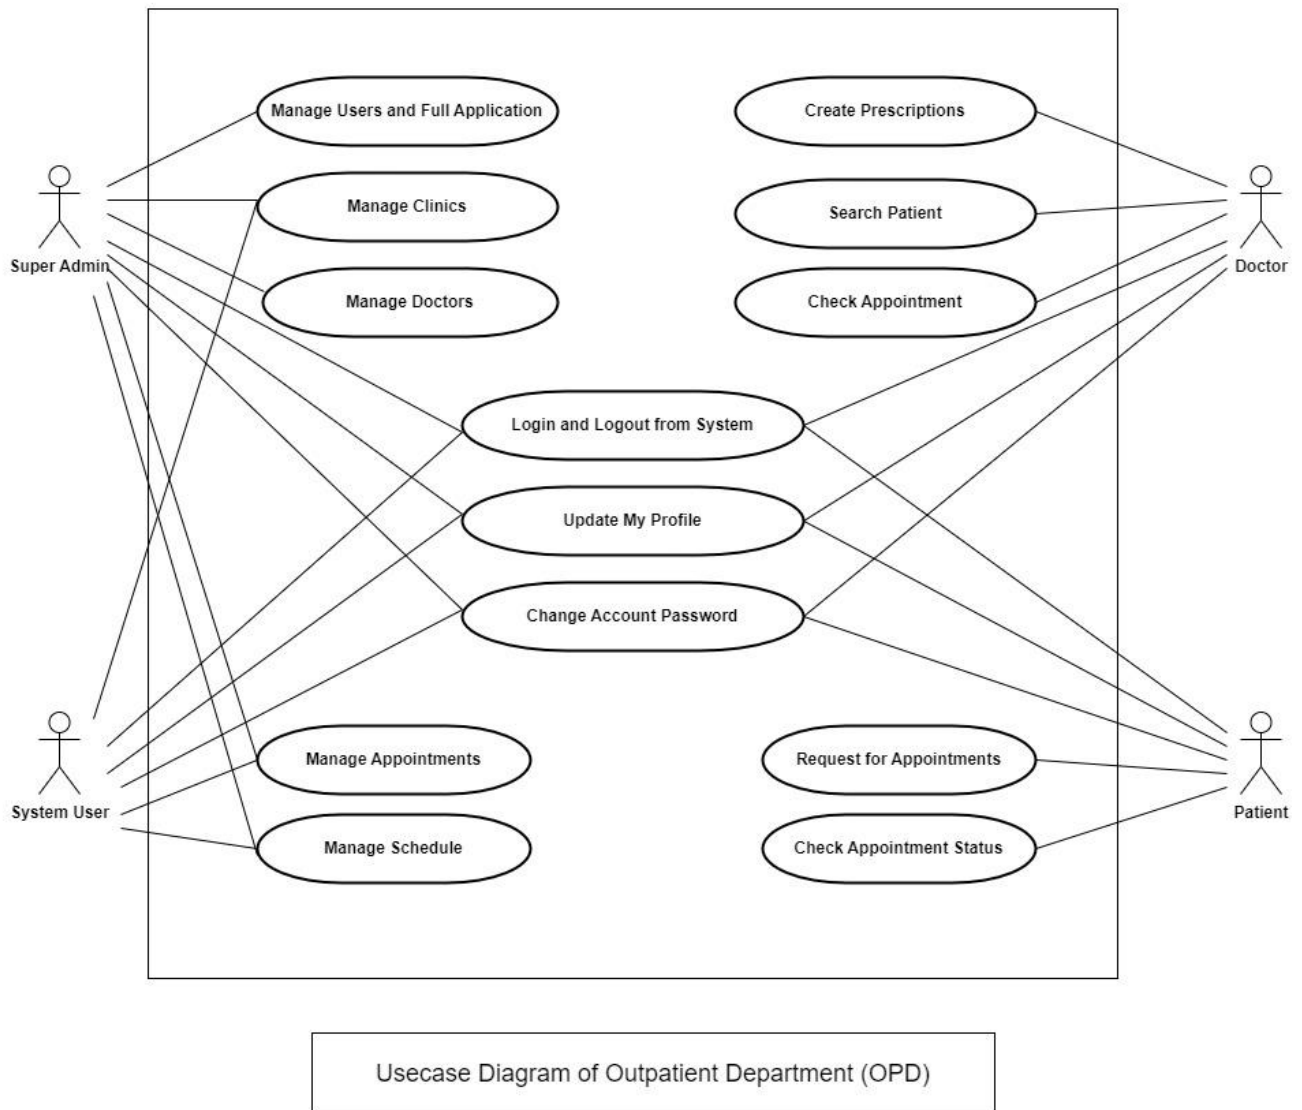 Manage Users and Full Application
Create Prescriptions
Manage Clinics
Search Patient
Super Admin
Doctor
Manage Doctors
Check Appointment
Login and Logout from System
Update My Profile
Change Account Password
Manage Appointments
Request for Appointments
System User
Patient
Manage Schedule
Check Appointment Status
Usecase Diagram of Outpatient Department (OPD)